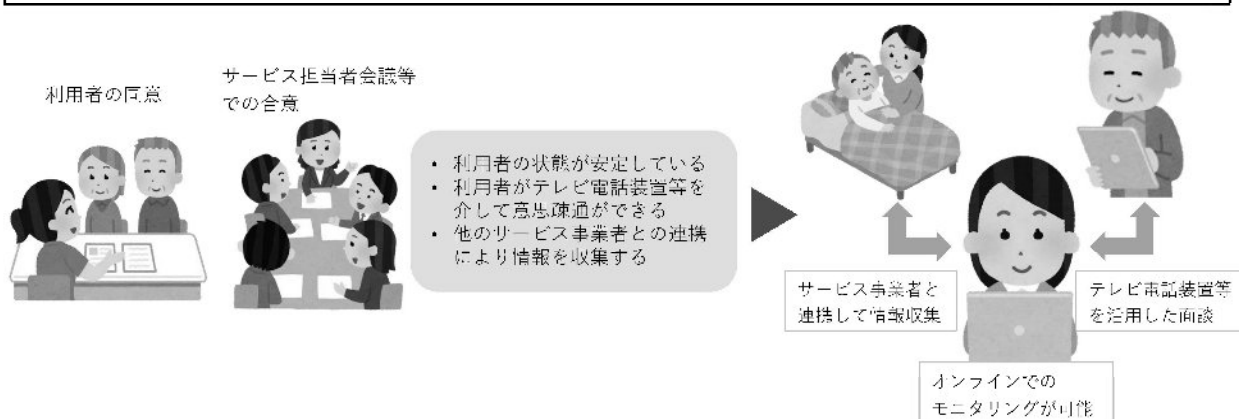 利用者の同意
サービス担当者会議等
での合意
• 利用者の状態が安定している
• 利用者がテレビ電話装置等を
介して意思疎通ができる
• 他のサービス事業者との連携
により情報を収集する
サービス事業者と
連携して情報収集
テレビ電話装置等
を活用した面談
オンラインでの
モニタリングが可能